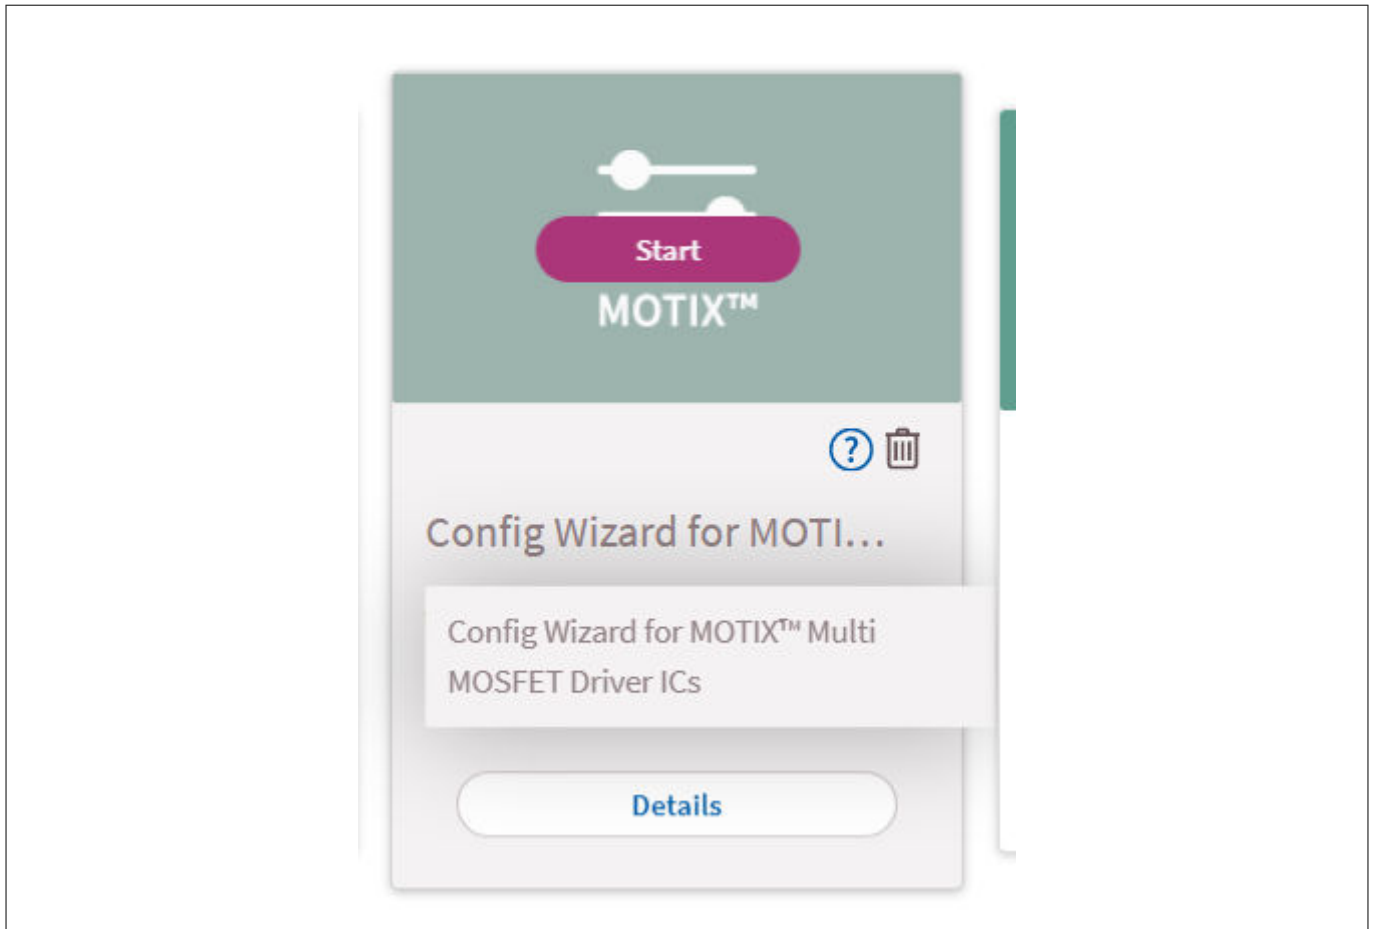 Start
MOTIX™
?
Config Wizard for MOTI...
Config Wizard for MOTIX™ Multi
MOSFET Driver ICs
Details